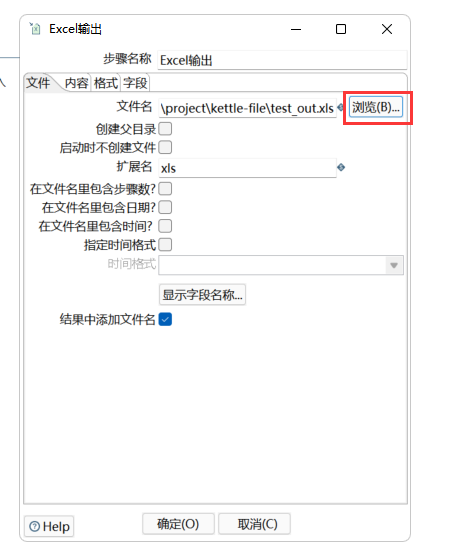 Excel输出
步骤名称 Excel输出
文件 内容 格式 字段
文件名 \project\kettle-file\test_out.xls 浏览(B)...
创建父目录
启动时不创建文件
扩展名 xls
在文件名里包含步骤数?
在文件名里包含日期?
在文件名里包含时间?
指定时间格式
时间格式
显示字段名称...
结果中添加文件名
Help 确定(O) 取消(C)